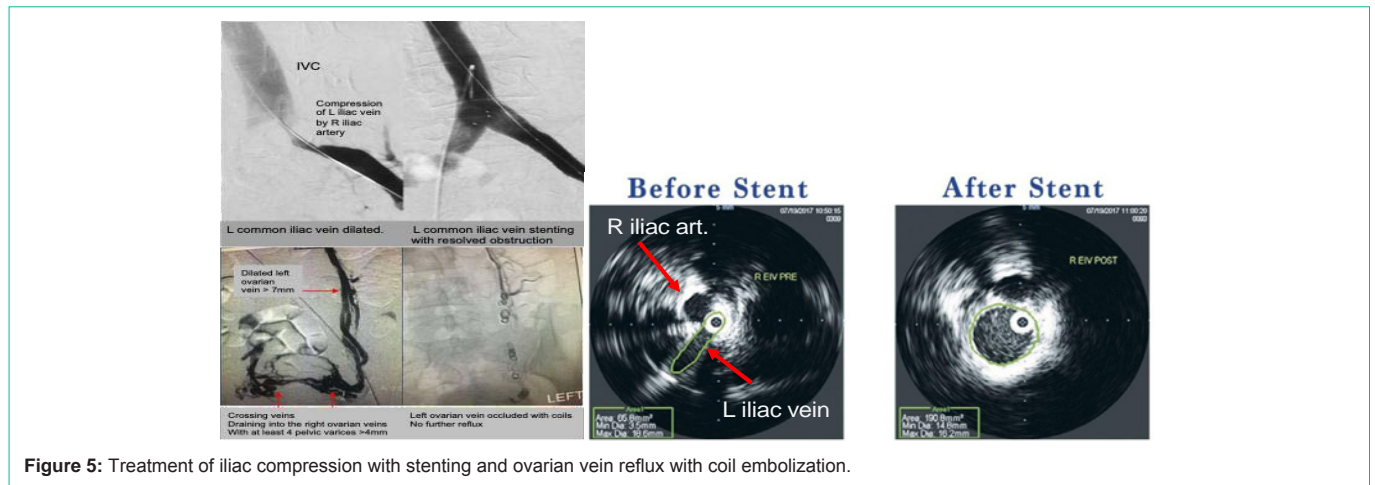 IVC
Compression
of L iliac vein
by R iliac
artery
L common iliac vein dilated.
L common iliac vein stenting
with resolved obstruction
Dilated left
ovarian
vein > 7mm
LEFT
Crossing veins
Draining into the right ovarian veins
With at least 4 pelvic varices >4mm
Left ovarian vein occluded with coils
No further reflux
Before Stent
5 mm
07/19/2017 10:50:15
R iliac art.
R EIV PRE
L iliac vein
Area: 65.8mm²
Min Dia: 3.5mm
Max Dia: 18.6mm
After Stent
5 mm
07/19/2017 11:00:20
R EIV POST
Area: 190.8mm²
Min Dia: 14.8mm
Max Dia: 16.2mm
Figure 5: Treatment of iliac compression with stenting and ovarian vein reflux with coil embolization.